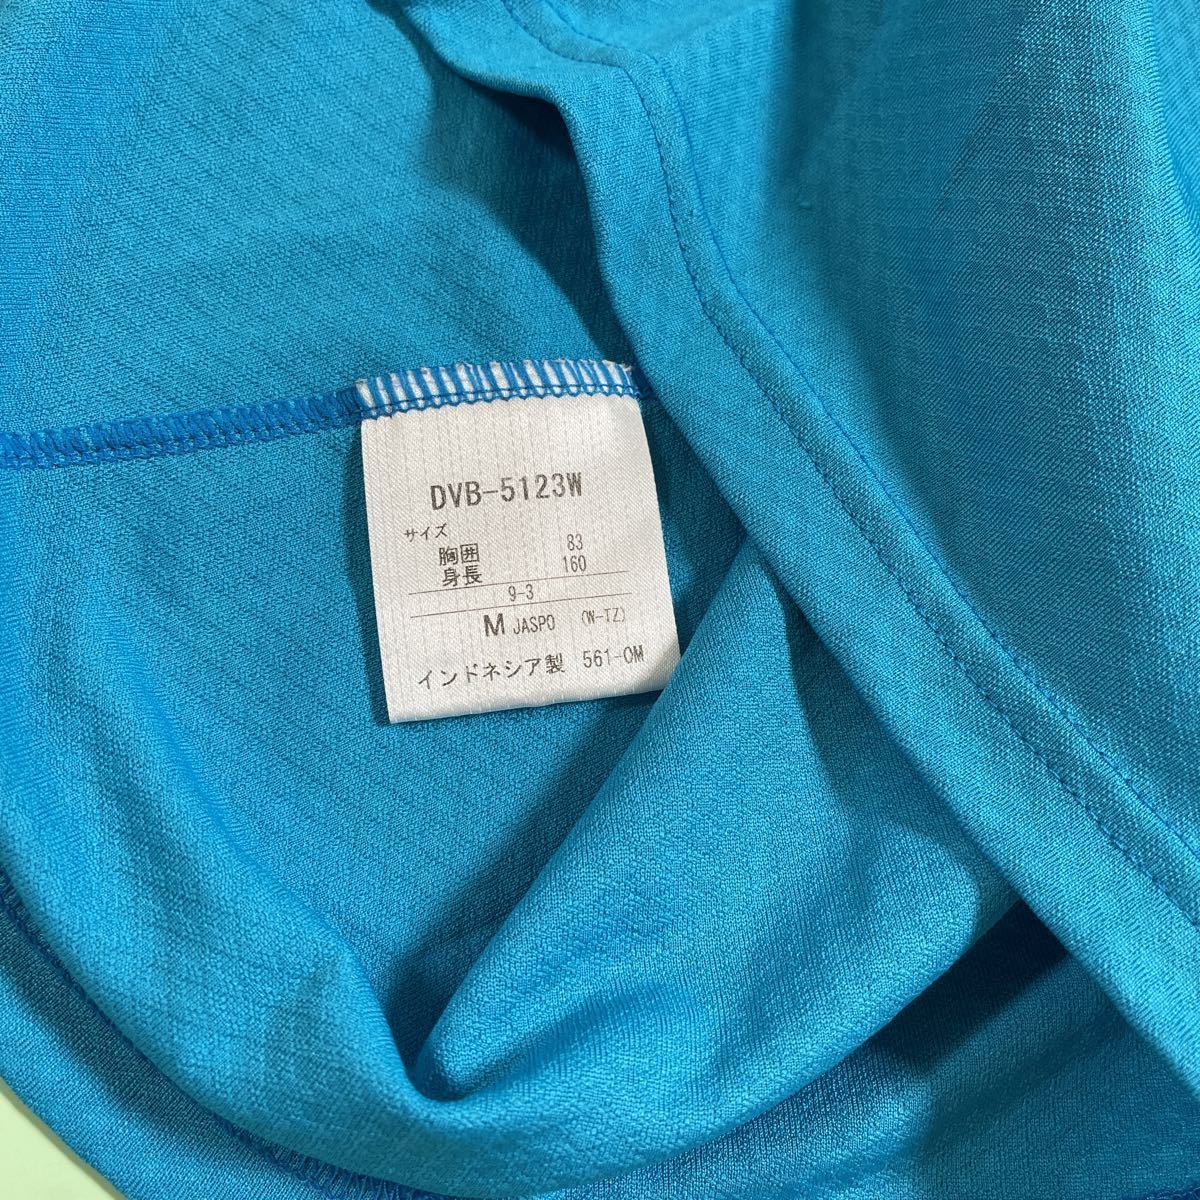 DVB-5123W
サイズ
胸囲 83
身長 160
9-3
M JASPO (W-TZ)
インドネシア製 561-OM